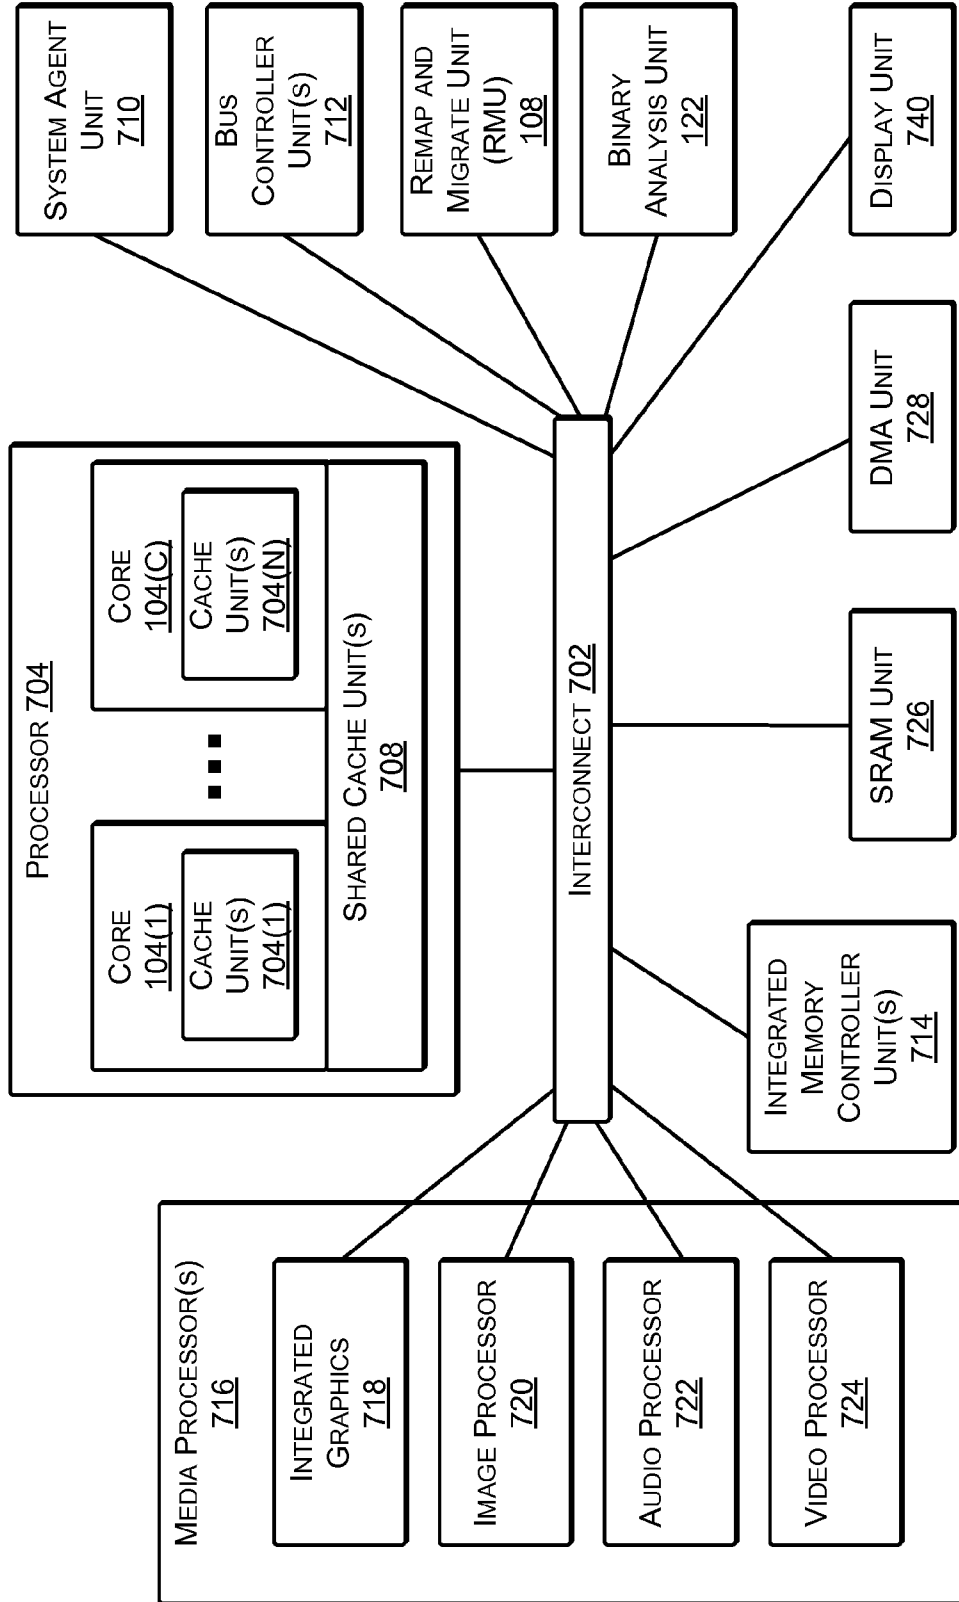 PROCESSOR 704
CORE
104(1)
CACHE
UNIT(S)
704(1)
CORE
104(C)
CACHE
UNIT(S)
704(N)
SHARED CACHE UNIT(S)
708
SYSTEM AGENT
UNIT
710
BUS
CONTROLLER
UNIT(S)
712
REMAP AND
MIGRATE UNIT
(RMU)
108
BINARY
ANALYSIS UNIT
122
MEDIA PROCESSOR(S)
716
INTEGRATED
GRAPHICS
718
IMAGE PROCESSOR
720
AUDIO PROCESSOR
722
VIDEO PROCESSOR
724
INTERCONNECT 702
INTEGRATED
MEMORY
CONTROLLER
UNIT(S)
714
SRAM UNIT
726
DMA UNIT
728
DISPLAY UNIT
740